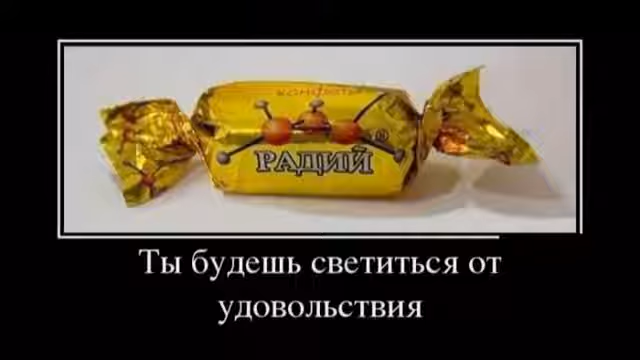 конфеты
РАДИЙ®
Ты будешь светиться от
удовольствия